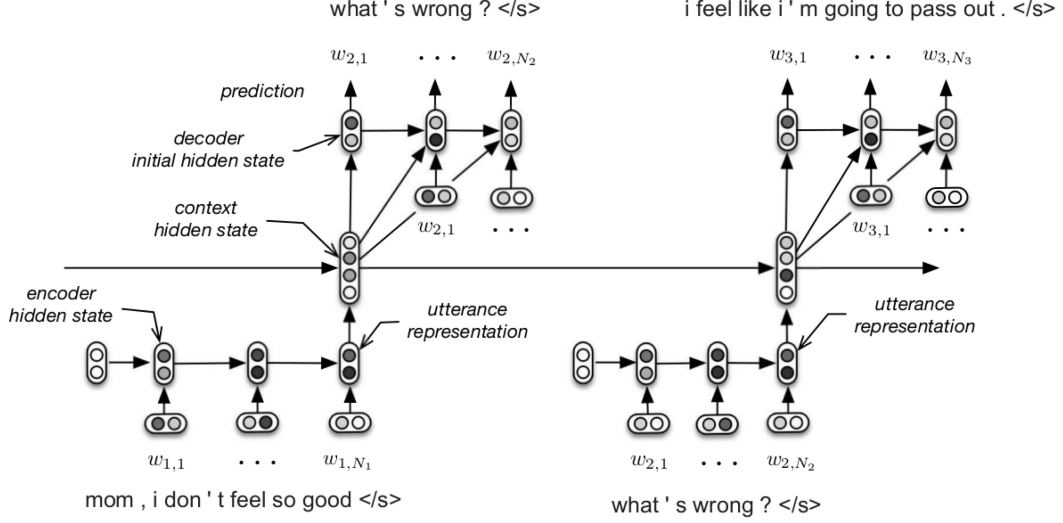 what ' s wrong ? </s>
i feel like i ' m going to pass out . </s>
w2,1 · · · w2,N2
w3,1 · · · w3,N3
prediction
decoder
initial hidden state
context
hidden state
w2,1 · · ·
w3,1 · · ·
encoder
hidden state
utterance
representation
utterance
representation
w1,1 · · · w1,N1
w2,1 · · · w2,N2
mom , i don ' t feel so good </s>
what ' s wrong ? </s>